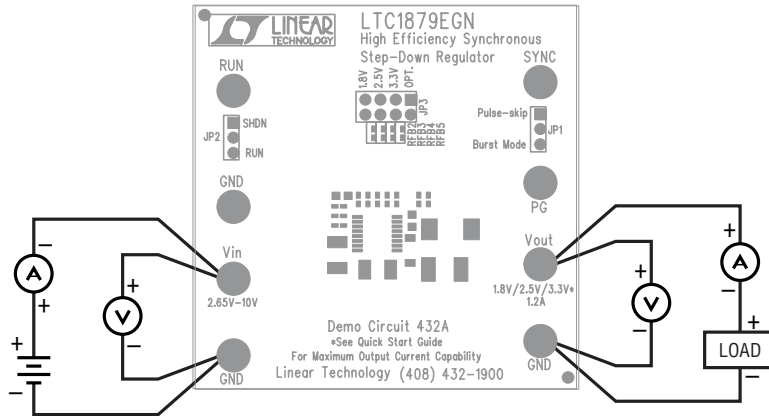 LT LINEAR
TECHNOLOGY
LTC1879EGN
High Efficiency Synchronous
Step-Down Regulator
RUN
SYNC
1.8V
2.5V
3.3V
OPT.
JP3
RFB2
RFB3
RFB4
RFB5
SHDN
JP2
RUN
Pulse-skip
JP1
Burst Mode
GND
PG
Vin
2.65V-10V
Vout
1.8V/2.5V/3.3V*
1.2A
GND
GND
Demo Circuit 432A
*See Quick Start Guide
For Maximum Output Current Capability
Linear Technology (408) 432-1900
−
A
+
+
V
−
+
−
+
A
−
+
V
−
+
LOAD
−